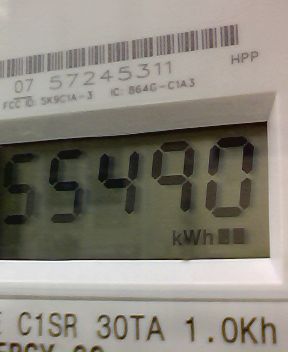 07 57245311
HPP
FCC ID: SK9C1A-3 IC: 864G-C1A3
55490
kWh
C1SR 30TA 1.0Kh